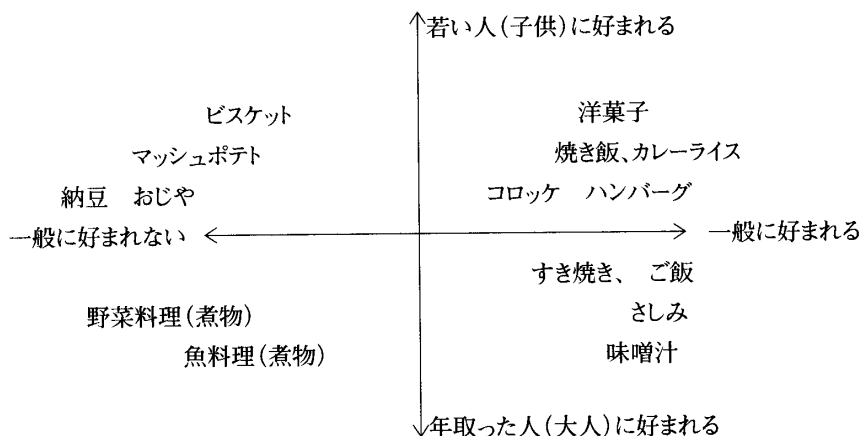 若い人(子供)に好まれる
ビスケット 洋菓子
マッシュポテト 焼き飯、カレーライス
納豆 おじや コロッケ ハンバーグ
一般に好まれない 一般に好まれる
すき焼き、 ご飯
野菜料理(煮物) さしみ
魚料理(煮物) 味噌汁
年取った人(大人)に好まれる